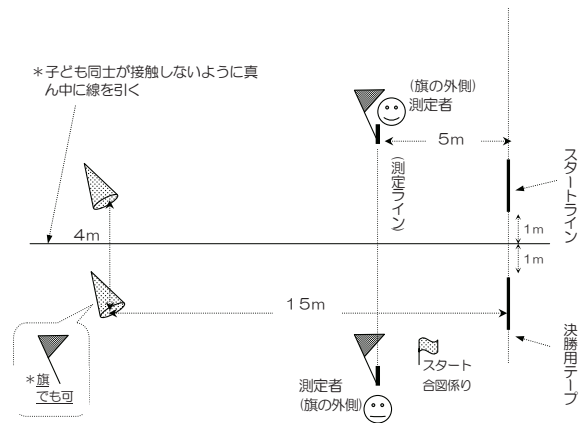 ＊子ども同士が接触しないように真
ん中に線を引く
(旗の外側)
測定者
5m
(測定ライン)
スタートライン
4m
1m
1m
15m
決勝用テープ
＊旗
でも可
スタート
合図係り
測定者
(旗の外側)